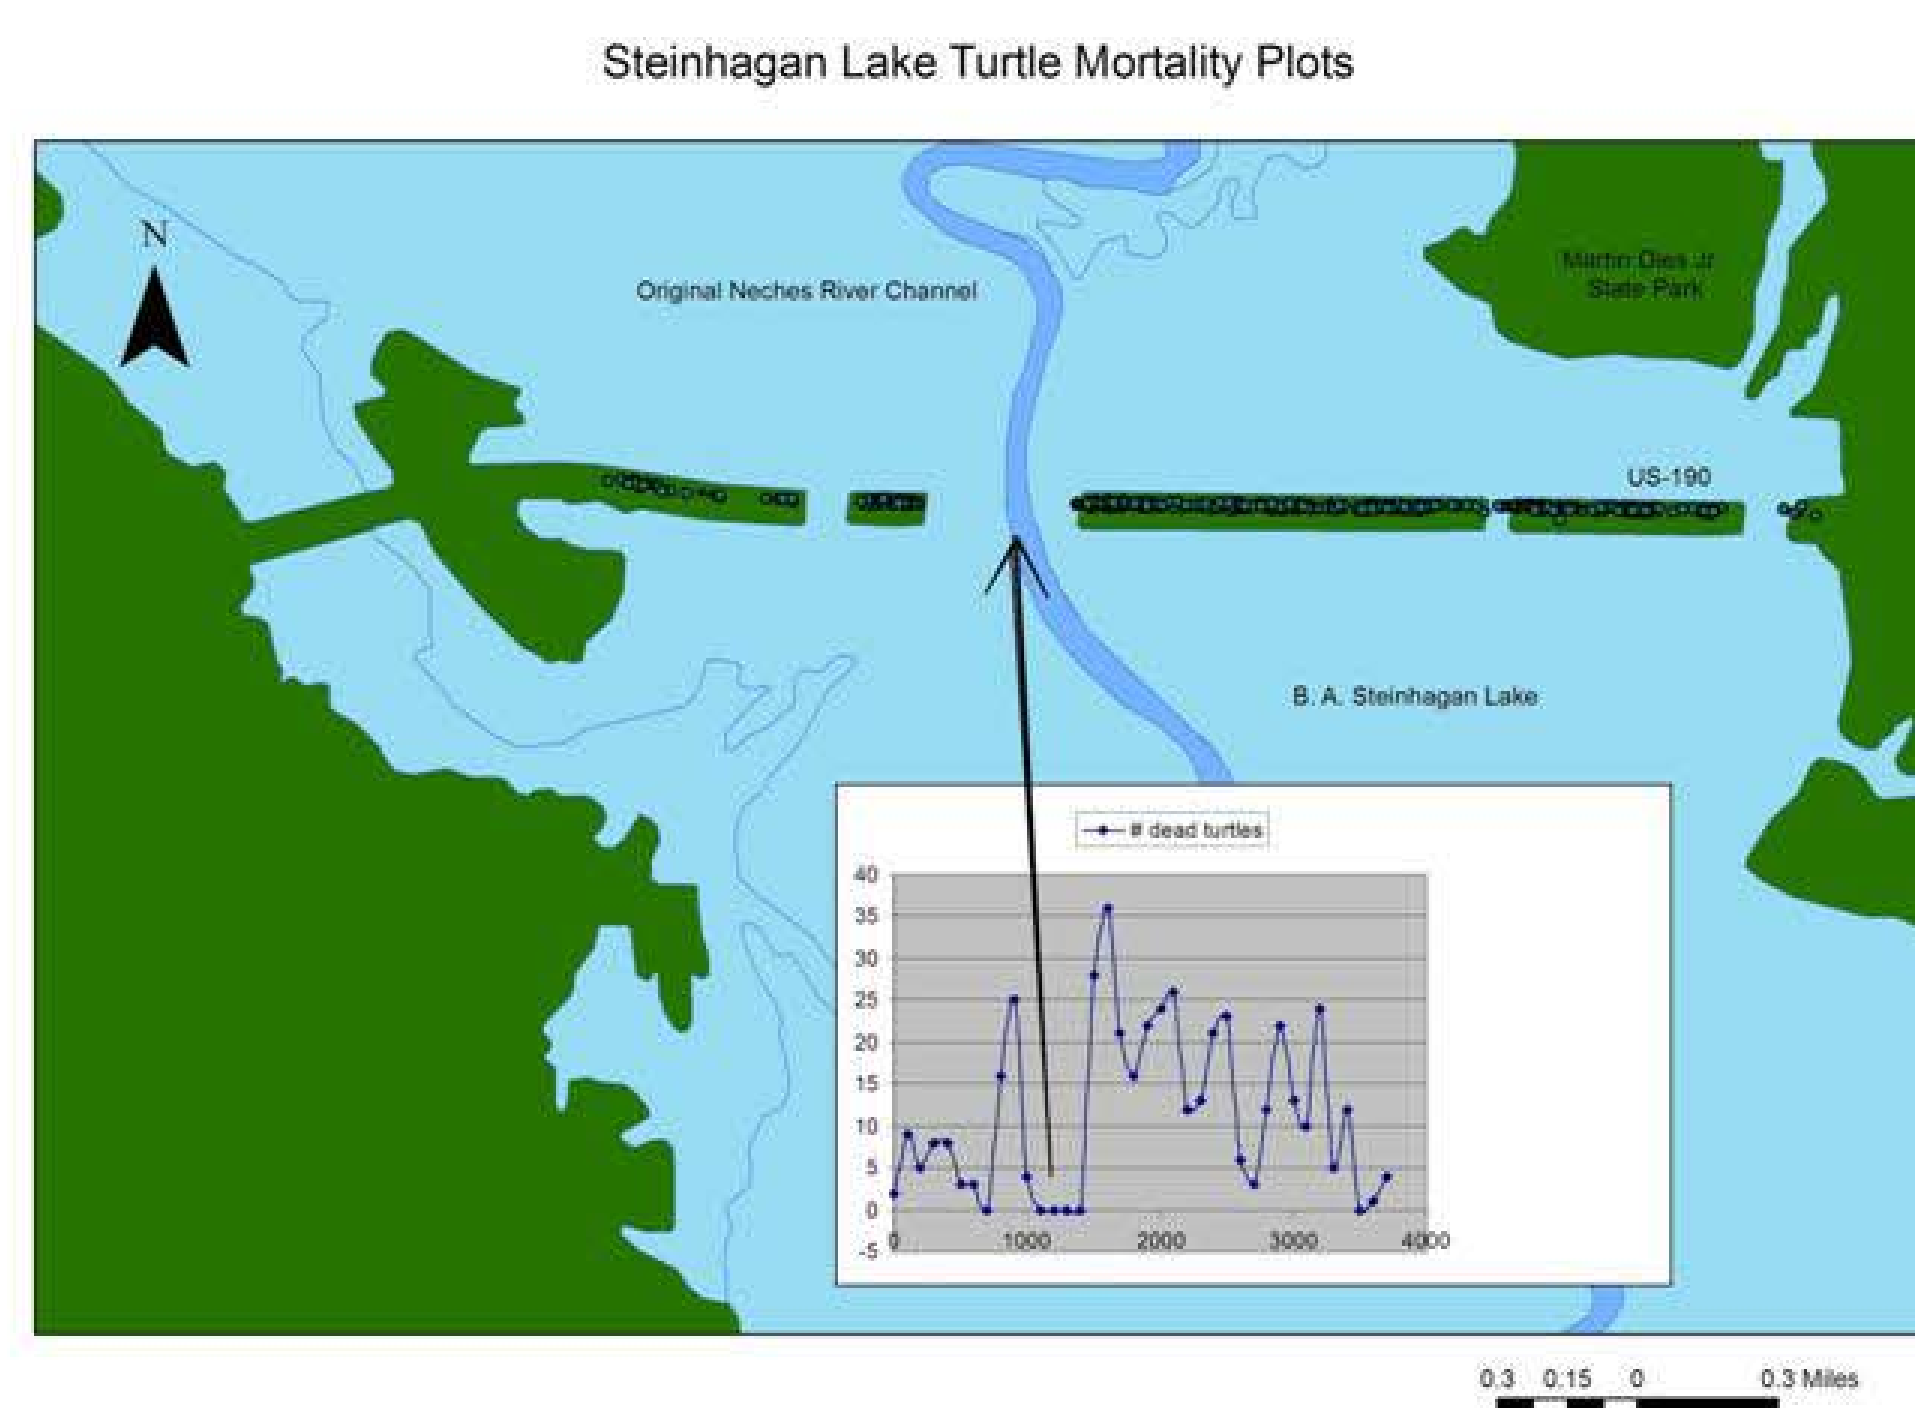 Steinhagan Lake Turtle Mortality Plots
N
Original Neches River Channel
Martin Dies Jr
State Park
US-190
B. A. Steinhagan Lake
# dead turtles
40
35
30
25
20
15
10
5
0
-5
0 1000 2000 3000 4000
0.3 0.15 0 0.3 Miles